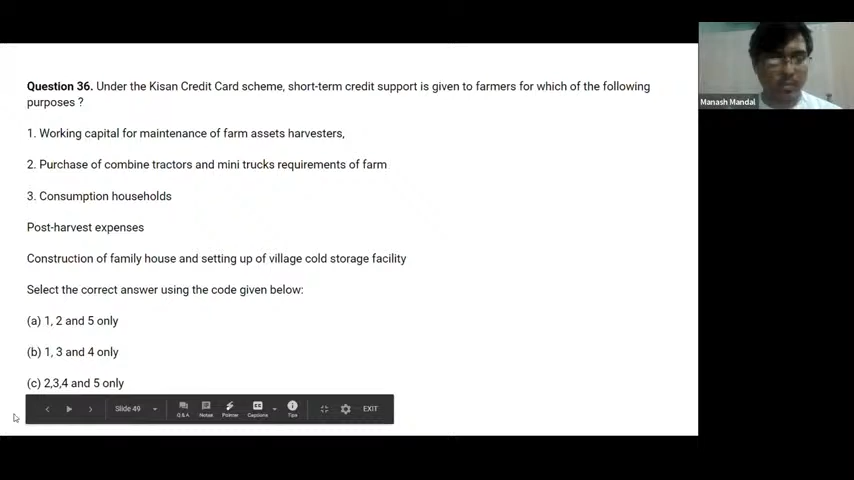 Question 36. Under the Kisan Credit Card scheme, short-term credit support is given to farmers for which of the following
purposes ?
1. Working capital for maintenance of farm assets harvesters,
2. Purchase of combine tractors and mini trucks requirements of farm
3. Consumption households
Post-harvest expenses
Construction of family house and setting up of village cold storage facility
Select the correct answer using the code given below:
(a) 1, 2 and 5 only
(b) 1, 3 and 4 only
(c) 2,3,4 and 5 only
Slide 49
Q&A Notes Pointer Captions Tips
EXIT
Manash Mandal